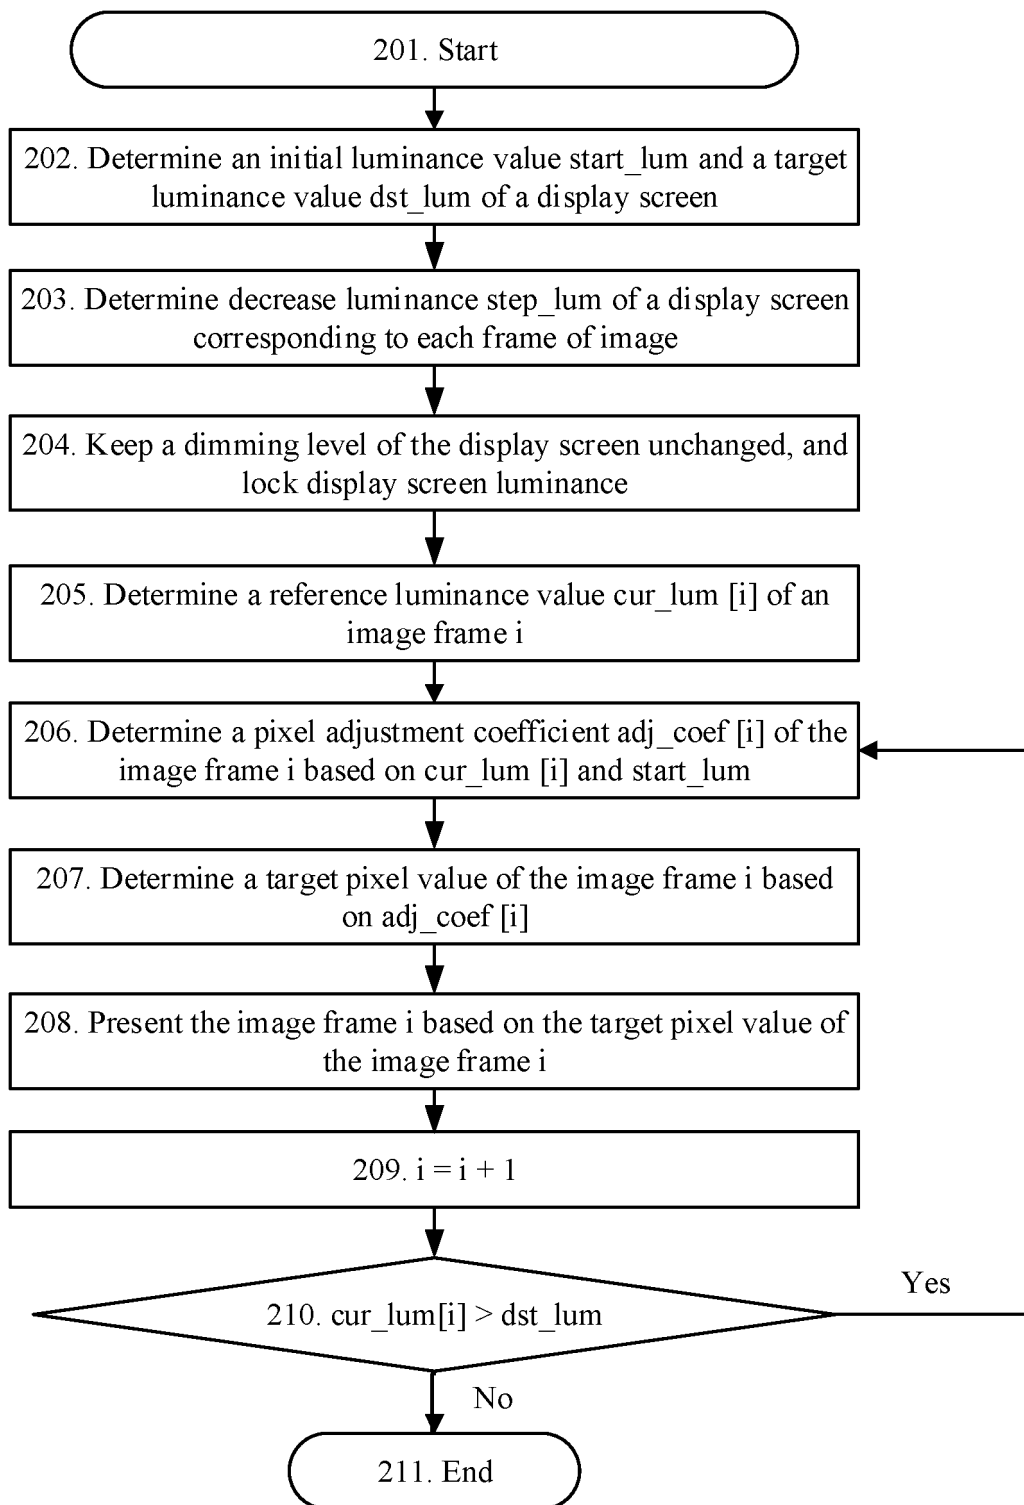 201. Start
202. Determine an initial luminance value start_lum and a target
luminance value dst_lum of a display screen
203. Determine decrease luminance step_lum of a display screen
corresponding to each frame of image
204. Keep a dimming level of the display screen unchanged, and
lock display screen luminance
205. Determine a reference luminance value cur_lum [i] of an
image frame i
206. Determine a pixel adjustment coefficient adj_coef [i] of the
image frame i based on cur_lum [i] and start_lum
207. Determine a target pixel value of the image frame i based
on adj_coef [i]
208. Present the image frame i based on the target pixel value of
the image frame i
209. i = i + 1
210. cur_lum[i] > dst_lum
Yes
No
211. End